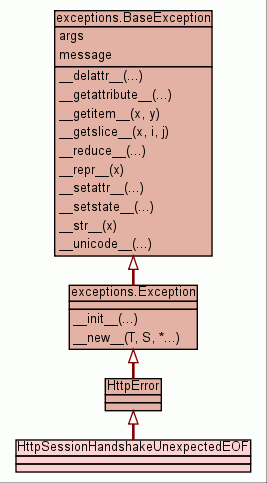 exceptions.BaseException
args
message
__delattr__(...)
__getattribute__(...)
__getitem__(x, y)
__getslice__(x, i, j)
__reduce__(...)
__repr__(x)
__setattr__(...)
__setstate__(...)
__str__(x)
__unicode__(...)
exceptions.Exception
__init__(...)
__new__(T, S, *...)
HttpError
HttpSessionHandshakeUnexpectedEOF